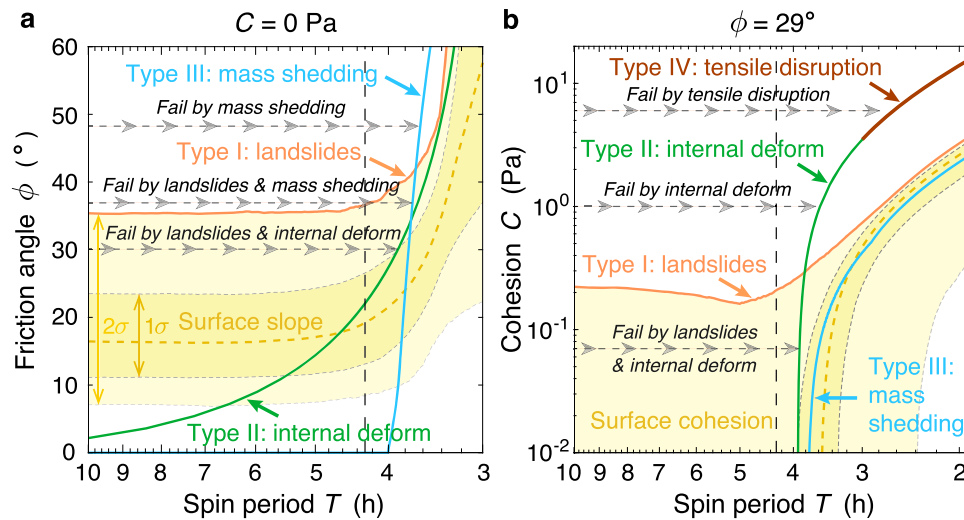 a
C = 0 Pa
60
50
40
30
20
10
0
Friction angle ϕ (°)
Type III: mass shedding
Fail by mass shedding
Type I: landslides
Fail by landslides & mass shedding
Fail by landslides & internal deform
2σ
1σ
Surface slope
Type II: internal deform
10 9 8 7 6 5 4 3
Spin period T (h)
b
ϕ = 29°
10¹
10⁰
10⁻¹
10⁻²
Cohesion C (Pa)
Type IV: tensile disruption
Fail by tensile disruption
Type II: internal deform
Fail by internal deform
Type I: landslides
Fail by landslides
& internal deform
Type III:
mass
shedding
Surface cohesion
10 9 8 7 6 5 4 3 2
Spin period T (h)